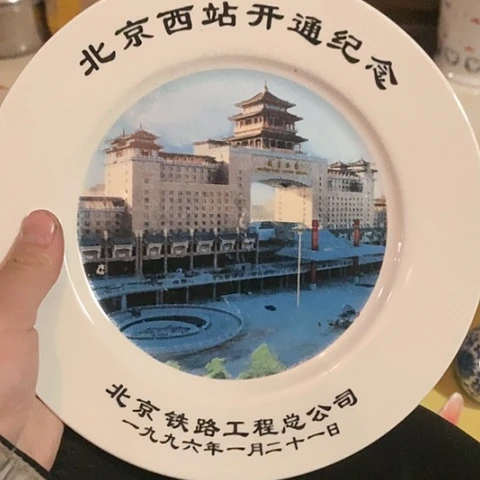 北京西站开通纪念
北京铁路工程总公司
一九九六年一月二十一日